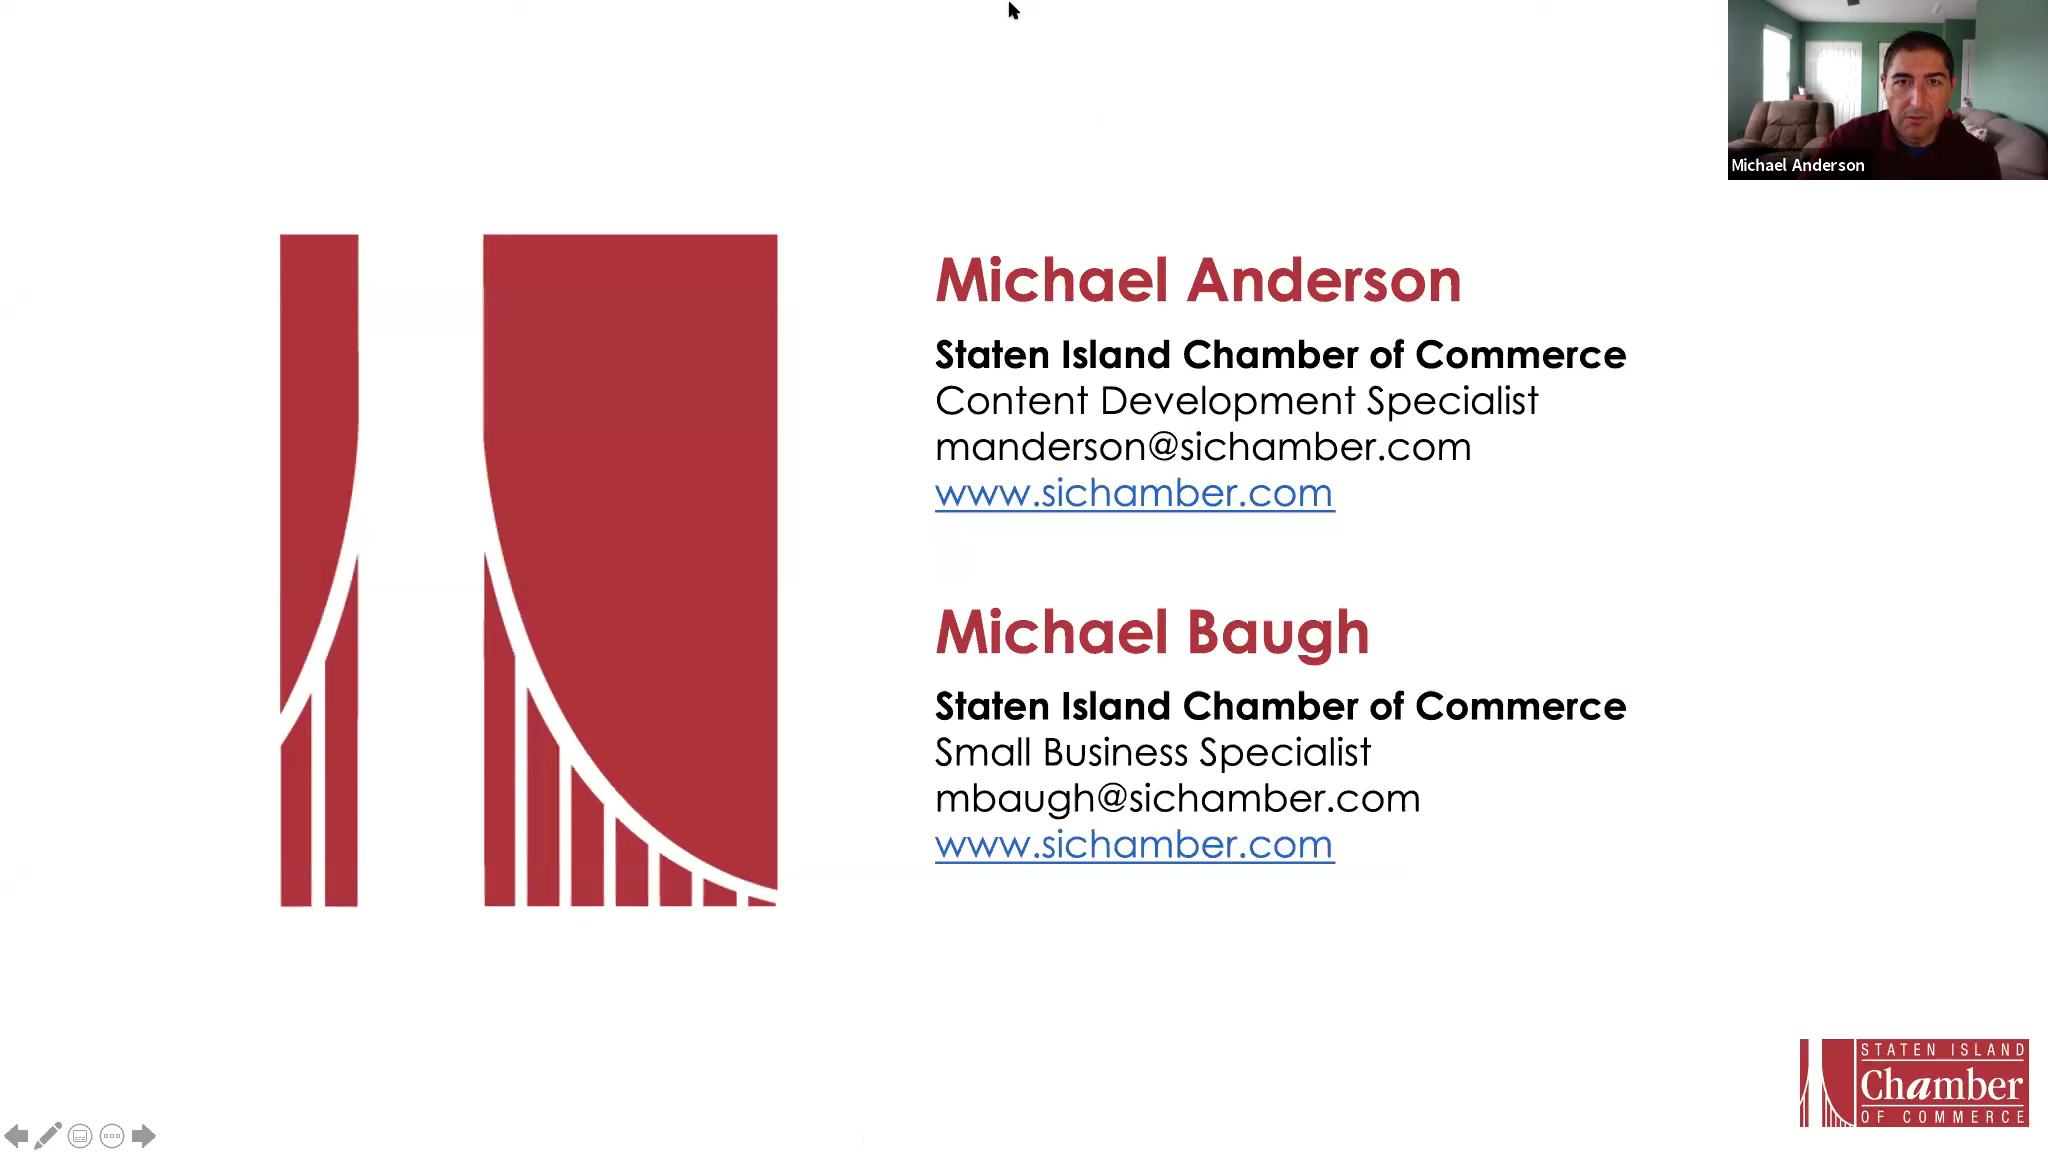 Michael Anderson
Michael Anderson
Staten Island Chamber of Commerce
Content Development Specialist
manderson@sichamber.com
www.sichamber.com
Michael Baugh
Staten Island Chamber of Commerce
Small Business Specialist
mbaugh@sichamber.com
www.sichamber.com
STATEN ISLAND
Chamber
OF COMMERCE